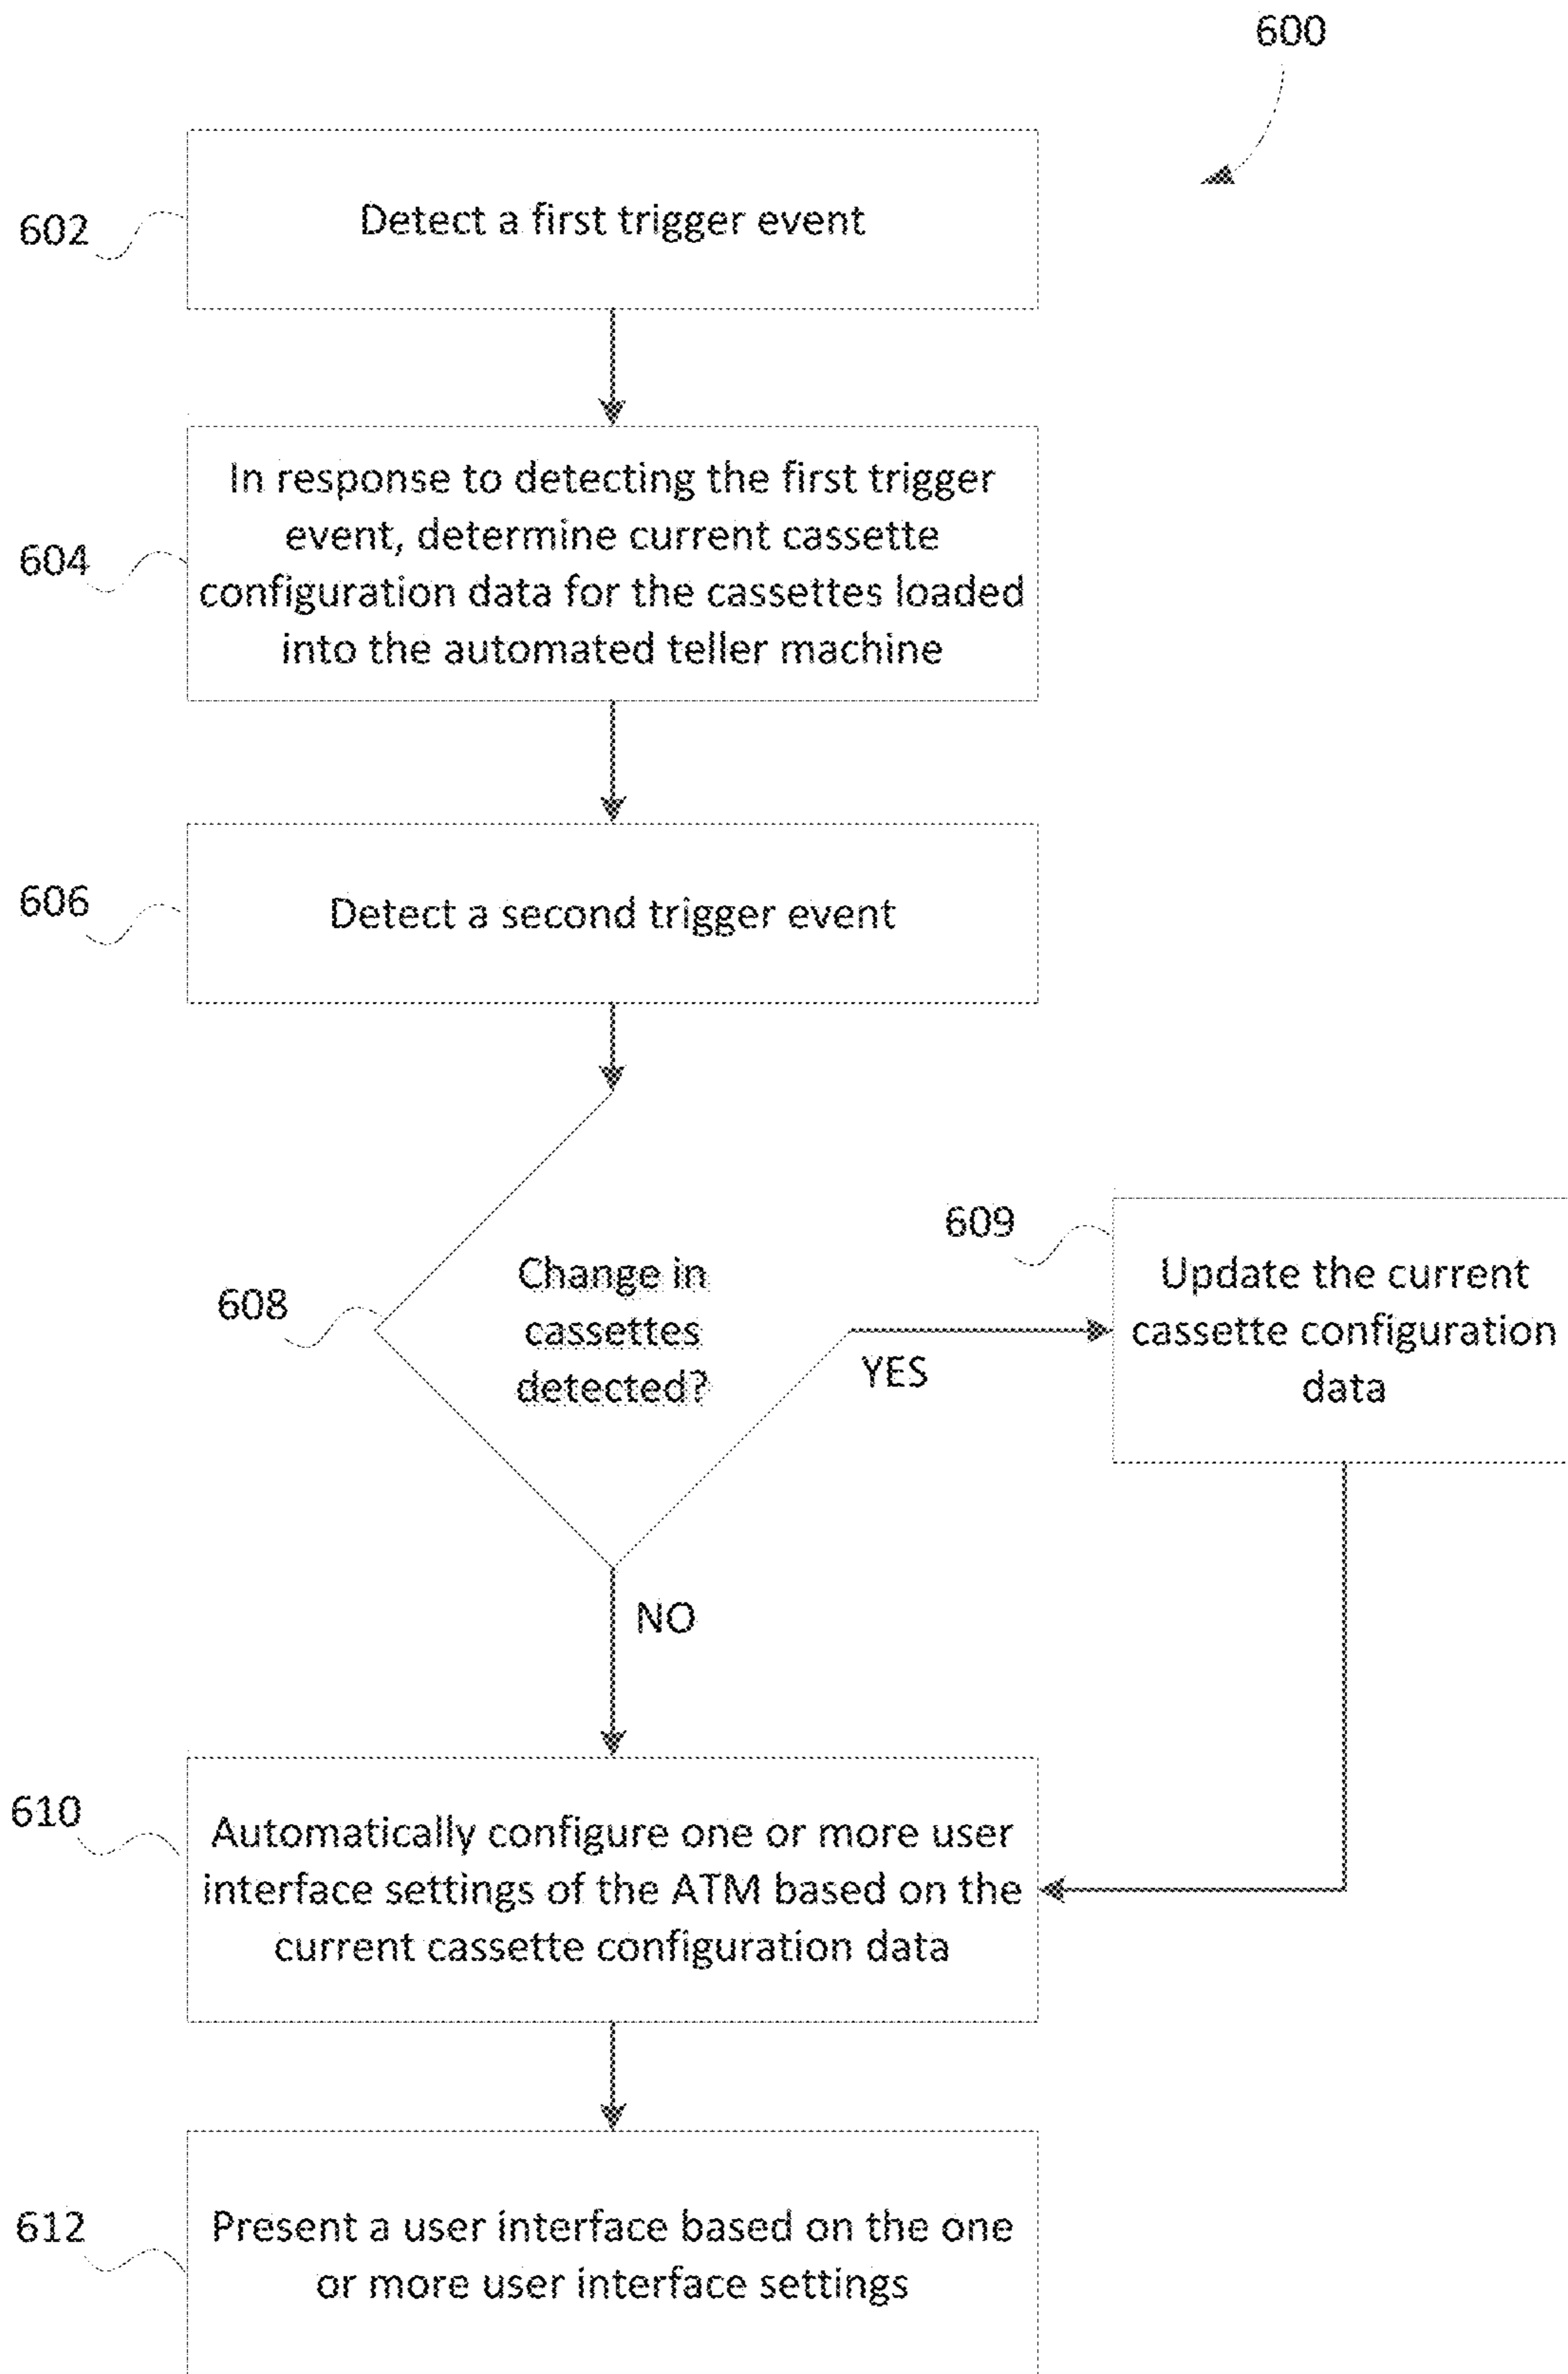 600
602
Detect a first trigger event
604
In response to detecting the first trigger
event, determine current cassette
configuration data for the cassettes loaded
into the automated teller machine
606
Detect a second trigger event
608
Change in
cassettes
detected?
YES
609
Update the current
cassette configuration
data
NO
610
Automatically configure one or more user
interface settings of the ATM based on the
current cassette configuration data
612
Present a user interface based on the one
or more user interface settings